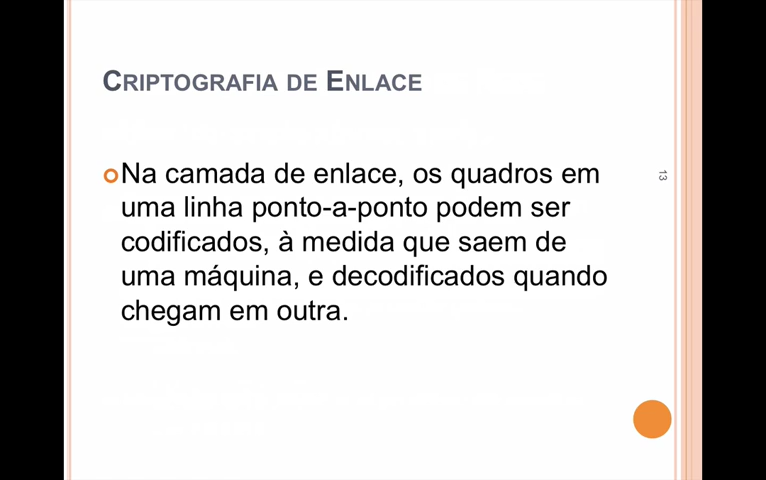 CRIPTOGRAFIA DE ENLACE
Na camada de enlace, os quadros em
uma linha ponto-a-ponto podem ser
codificados, à medida que saem de
uma máquina, e decodificados quando
chegam em outra.
13